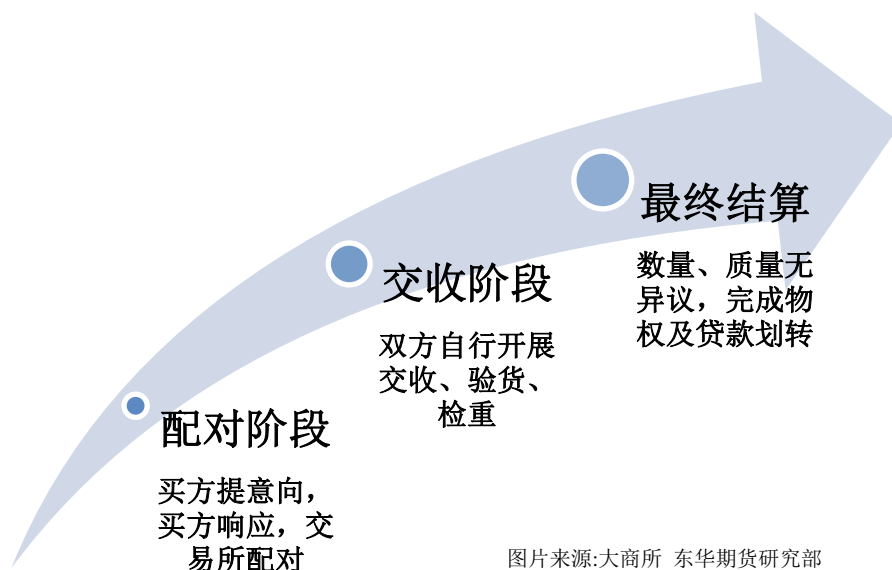 配对阶段
买方提意向，
买方响应，交
易所配对
交收阶段
双方自行开展
交收、验货、
检重
最终结算
数量、质量无
异议，完成物
权及贷款划转
图片来源:大商所 东华期货研究部